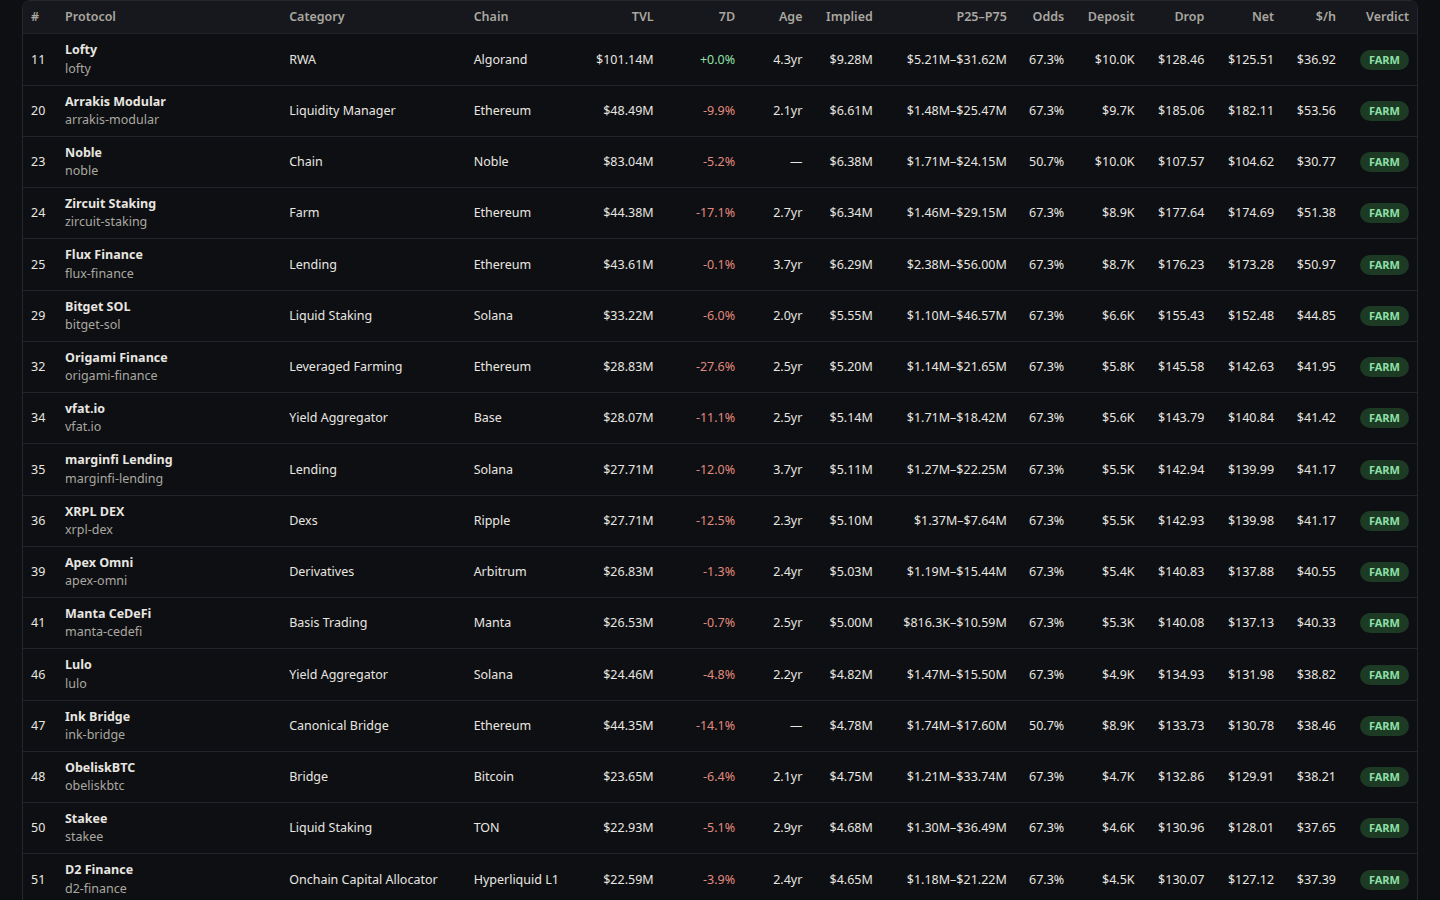 # Protocol Category Chain TVL 7D Age Implied P25–P75 Odds Deposit Drop Net $/h Verdict
11 Lofty RWA Algorand $101.14M +0.0% 4.3yr $9.28M $5.21M–$31.62M 67.3% $10.0K $128.46 $125.51 $36.92 FARM
lofty
20 Arrakis Modular Liquidity Manager Ethereum $48.49M -9.9% 2.1yr $6.61M $1.48M–$25.47M 67.3% $9.7K $185.06 $182.11 $53.56 FARM
arrakis-modular
23 Noble Chain Noble $83.04M -5.2% — $6.38M $1.71M–$24.15M 50.7% $10.0K $107.57 $104.62 $30.77 FARM
noble
24 Zircuit Staking Farm Ethereum $44.38M -17.1% 2.7yr $6.34M $1.46M–$29.15M 67.3% $8.9K $177.64 $174.69 $51.38 FARM
zircuit-staking
25 Flux Finance Lending Ethereum $43.61M -0.1% 3.7yr $6.29M $2.38M–$56.00M 67.3% $8.7K $176.23 $173.28 $50.97 FARM
flux-finance
29 Bitget SOL Liquid Staking Solana $33.22M -6.0% 2.0yr $5.55M $1.10M–$46.57M 67.3% $6.6K $155.43 $152.48 $44.85 FARM
bitget-sol
32 Origami Finance Leveraged Farming Ethereum $28.83M -27.6% 2.5yr $5.20M $1.14M–$21.65M 67.3% $5.8K $145.58 $142.63 $41.95 FARM
origami-finance
34 vfat.io Yield Aggregator Base $28.07M -11.1% 2.5yr $5.14M $1.71M–$18.42M 67.3% $5.6K $143.79 $140.84 $41.42 FARM
vfat.io
35 marginfi Lending Lending Solana $27.71M -12.0% 3.7yr $5.11M $1.27M–$22.25M 67.3% $5.5K $142.94 $139.99 $41.17 FARM
marginfi-lending
36 XRPL DEX Dexs Ripple $27.71M -12.5% 2.3yr $5.10M $1.37M–$7.64M 67.3% $5.5K $142.93 $139.98 $41.17 FARM
xrpl-dex
39 Apex Omni Derivatives Arbitrum $26.83M -1.3% 2.4yr $5.03M $1.19M–$15.44M 67.3% $5.4K $140.83 $137.88 $40.55 FARM
apex-omni
41 Manta CeDeFi Basis Trading Manta $26.53M -0.7% 2.5yr $5.00M $816.3K–$10.59M 67.3% $5.3K $140.08 $137.13 $40.33 FARM
manta-cedefi
46 Lulo Yield Aggregator Solana $24.46M -4.8% 2.2yr $4.82M $1.47M–$15.50M 67.3% $4.9K $134.93 $131.98 $38.82 FARM
lulo
47 Ink Bridge Canonical Bridge Ethereum $44.35M -14.1% — $4.78M $1.74M–$17.60M 50.7% $8.9K $133.73 $130.78 $38.46 FARM
ink-bridge
48 ObeliskBTC Bridge Bitcoin $23.65M -6.4% 2.1yr $4.75M $1.21M–$33.74M 67.3% $4.7K $132.86 $129.91 $38.21 FARM
obeliskbtc
50 Stakee Liquid Staking TON $22.93M -5.1% 2.9yr $4.68M $1.30M–$36.49M 67.3% $4.6K $130.96 $128.01 $37.65 FARM
stakee
51 D2 Finance Onchain Capital Allocator Hyperliquid L1 $22.59M -3.9% 2.4yr $4.65M $1.18M–$21.22M 67.3% $4.5K $130.07 $127.12 $37.39 FARM
d2-finance